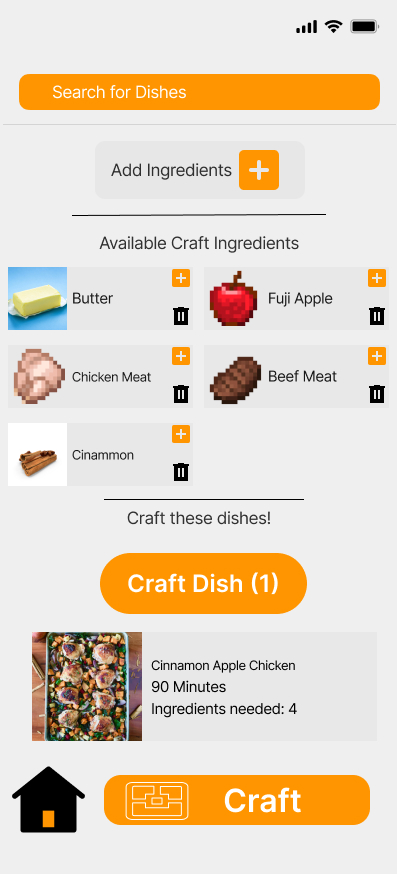 Search for Dishes
Add Ingredients
Available Craft Ingredients
Butter
Fuji Apple
Chicken Meat
Beef Meat
Cinammon
Craft these dishes!
Craft Dish (1)
Cinnamon Apple Chicken
90 Minutes
Ingredients needed: 4
Craft